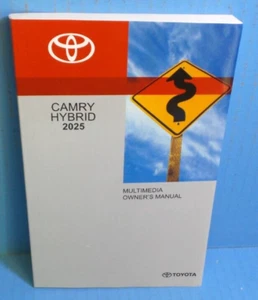 CAMRY
HYBRID
2025
MULTIMEDIA
OWNER'S MANUAL
TOYOTA